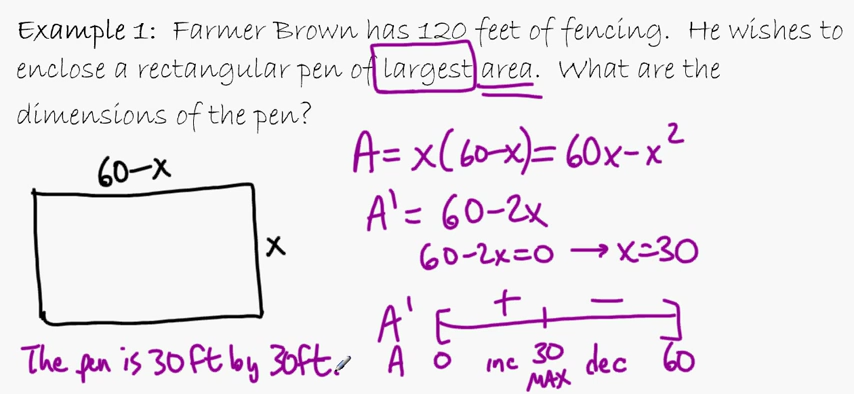 Example 1: Farmer Brown has 120 feet of fencing. He wishes to
enclose a rectangular pen of largest area. What are the
dimensions of the pen?
60-x
x
A= x(60-x)= 60x-x²
A'= 60-2x
60-2x=0 →x=30
A' + -
A 0 inc 30 dec 60
MAX
The pen is 30ft by 30ft.